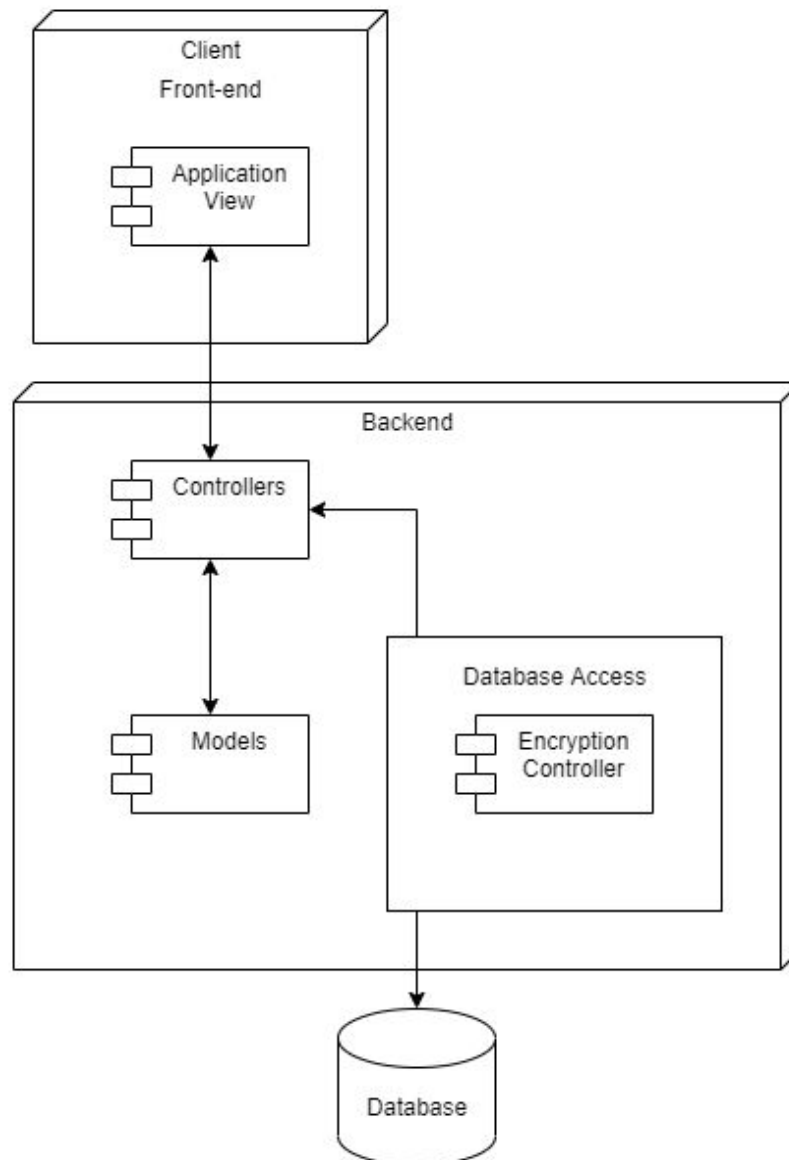 Client
Front-end
Application
View
Backend
Controllers
Database Access
Models
Encryption
Controller
Database